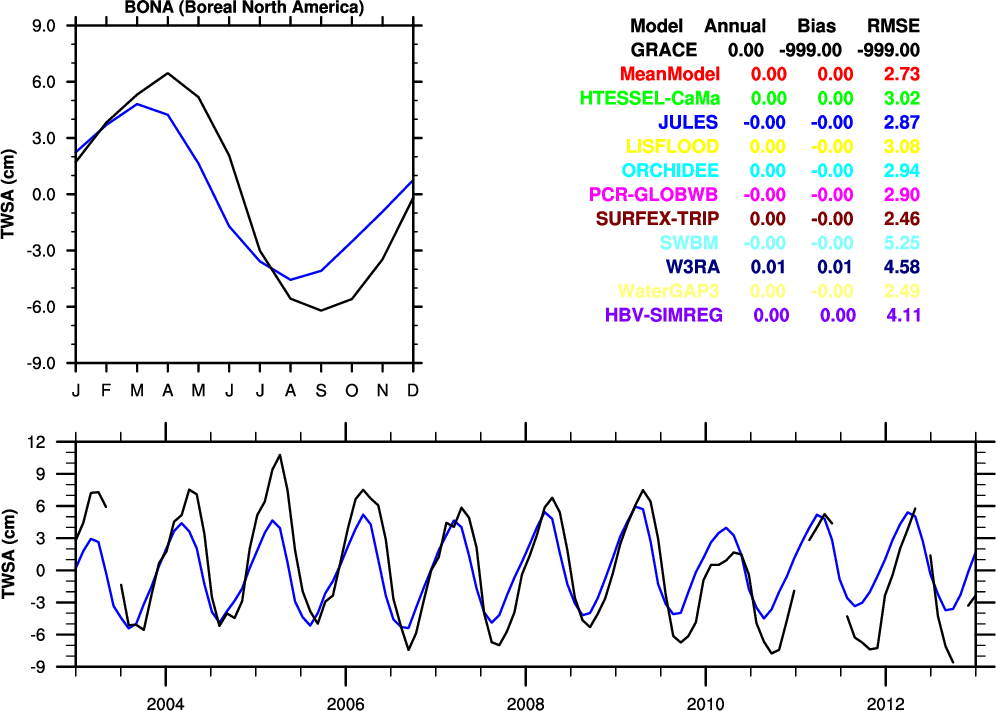 BONA (Boreal North America)
9.0
6.0
3.0
0.0
-3.0
-6.0
-9.0
TWSA (cm)
J F M A M J J A S O N D
Model Annual Bias RMSE
GRACE 0.00 -999.00 -999.00
MeanModel 0.00 0.00 2.73
HTESSEL-CaMa 0.00 0.00 3.02
JULES -0.00 -0.00 2.87
LISFLOOD 0.00 -0.00 3.08
ORCHIDEE 0.00 -0.00 2.94
PCR-GLOBWB -0.00 -0.00 2.90
SURFEX-TRIP 0.00 -0.00 2.46
SWBM -0.00 -0.00 5.25
W3RA 0.01 0.01 4.58
WaterGAP3 0.00 -0.00 2.49
HBV-SIMREG 0.00 0.00 4.11
12
9
6
3
0
-3
-6
-9
TWSA (cm)
2004 2006 2008 2010 2012